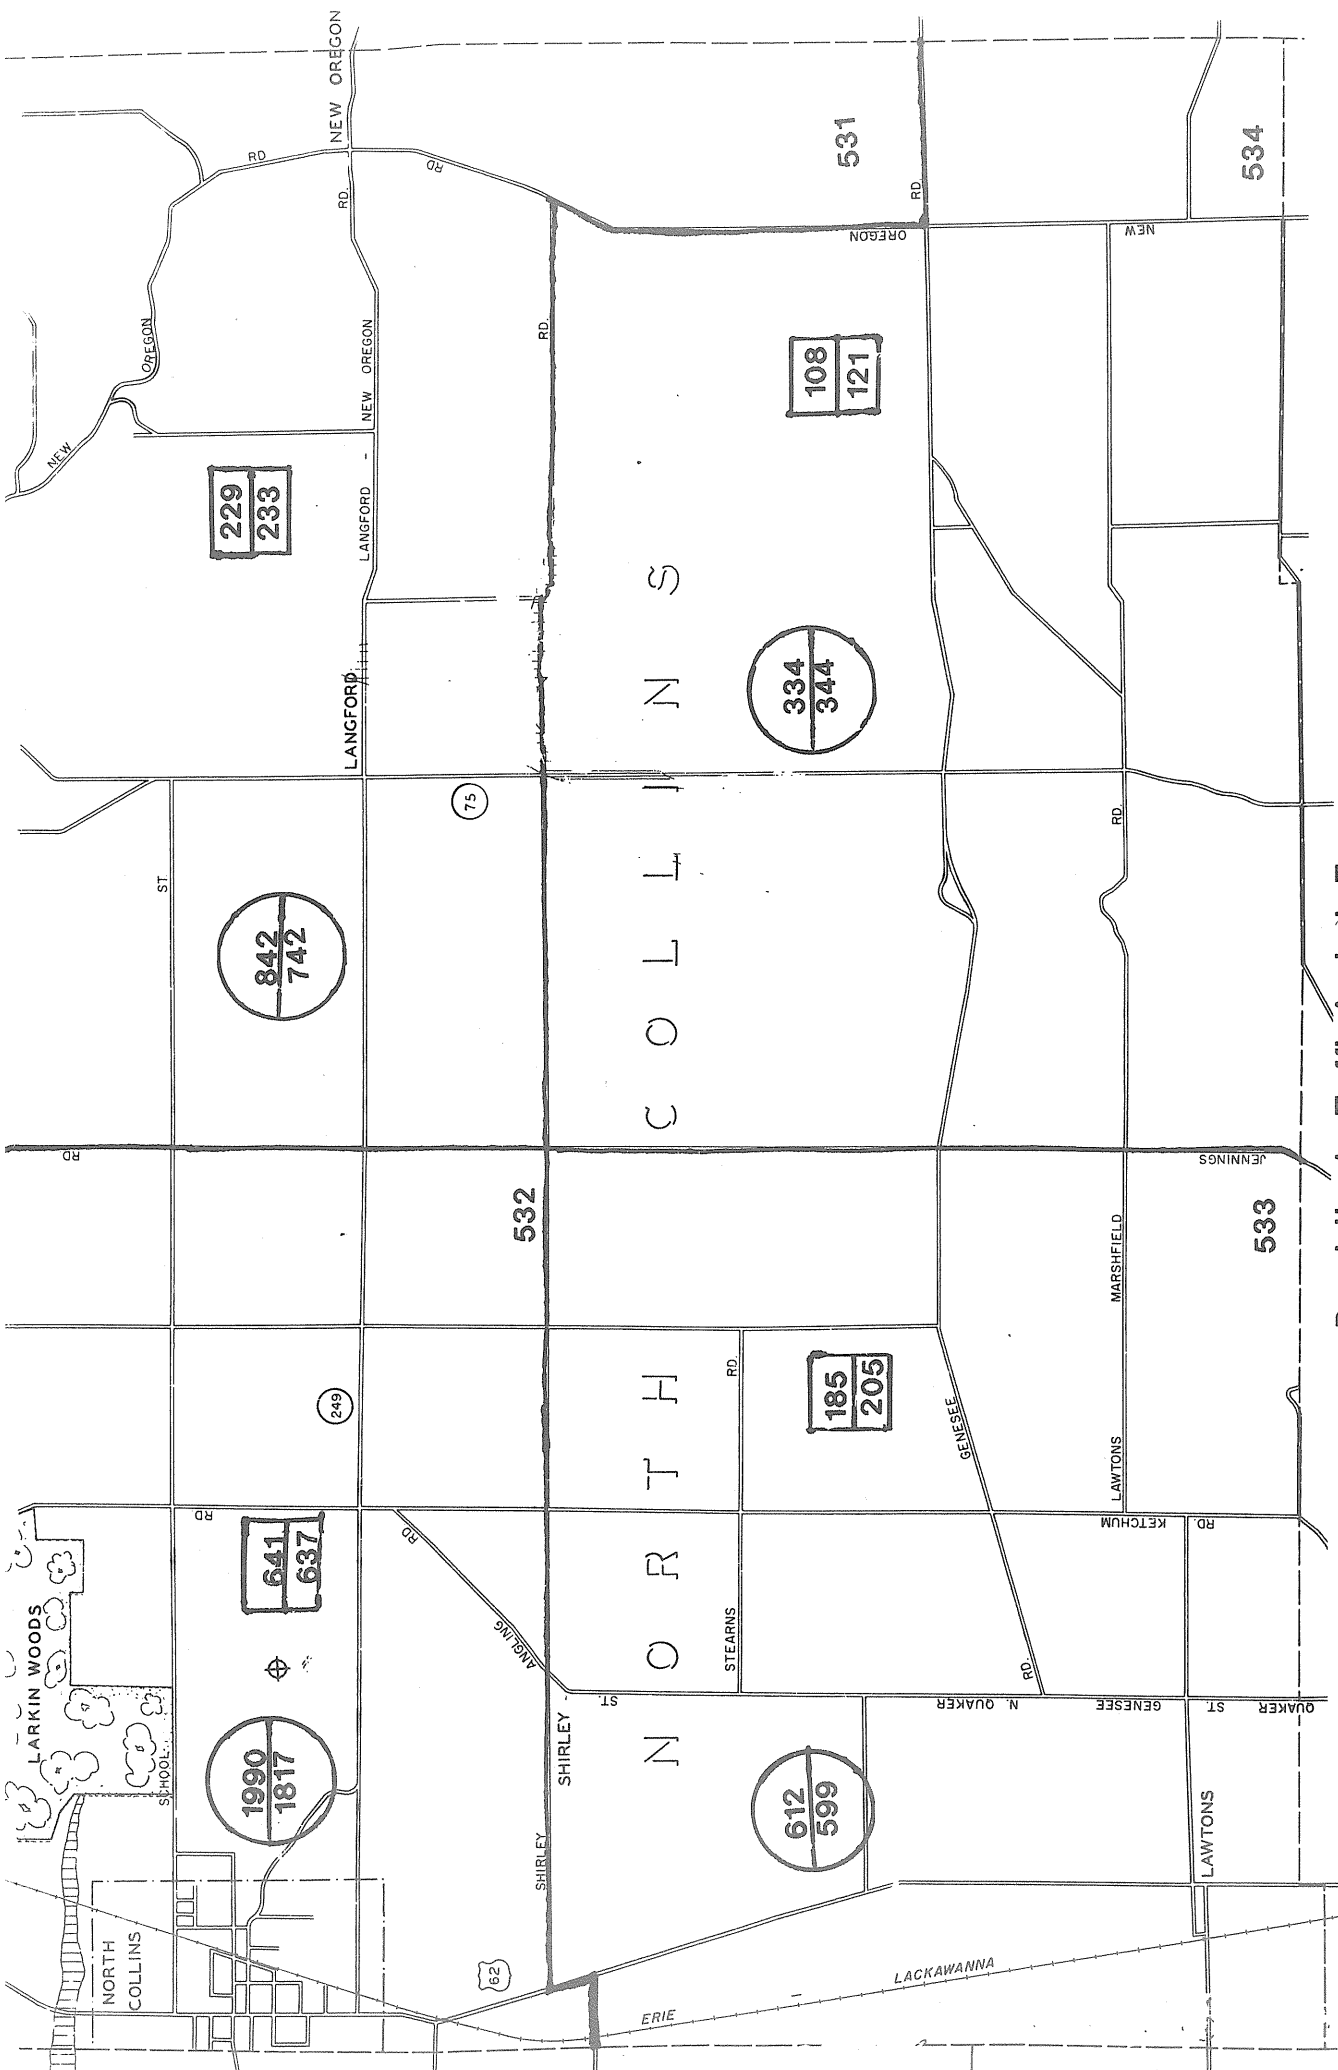 NEW OREGON
RD
RD.
RD
531
RD.
534
OREGON
NEW
OREGON
NEW
NEW OREGON
-
LANGFORD
RD.
108
121
229
233
LANGFORD
N O R T H C O L L I N S
334
344
75
RD.
ST.
842
742
RD
532
JENNINGS
533
MARSHFIELD
LAWTONS
249
RD.
185
205
GENESEE
RD
641
637
RD
ANGLING
KETCHUM
RD.
LARKIN WOODS
STEARNS
RD.
SCHOOL
1990
1817
SHIRLEY
SHIRLEY
ST.
N. QUAKER
GENESEE
ST.
QUAKER
612
599
LAWTONS
NORTH
COLLINS
62
ERIE
LACKAWANNA